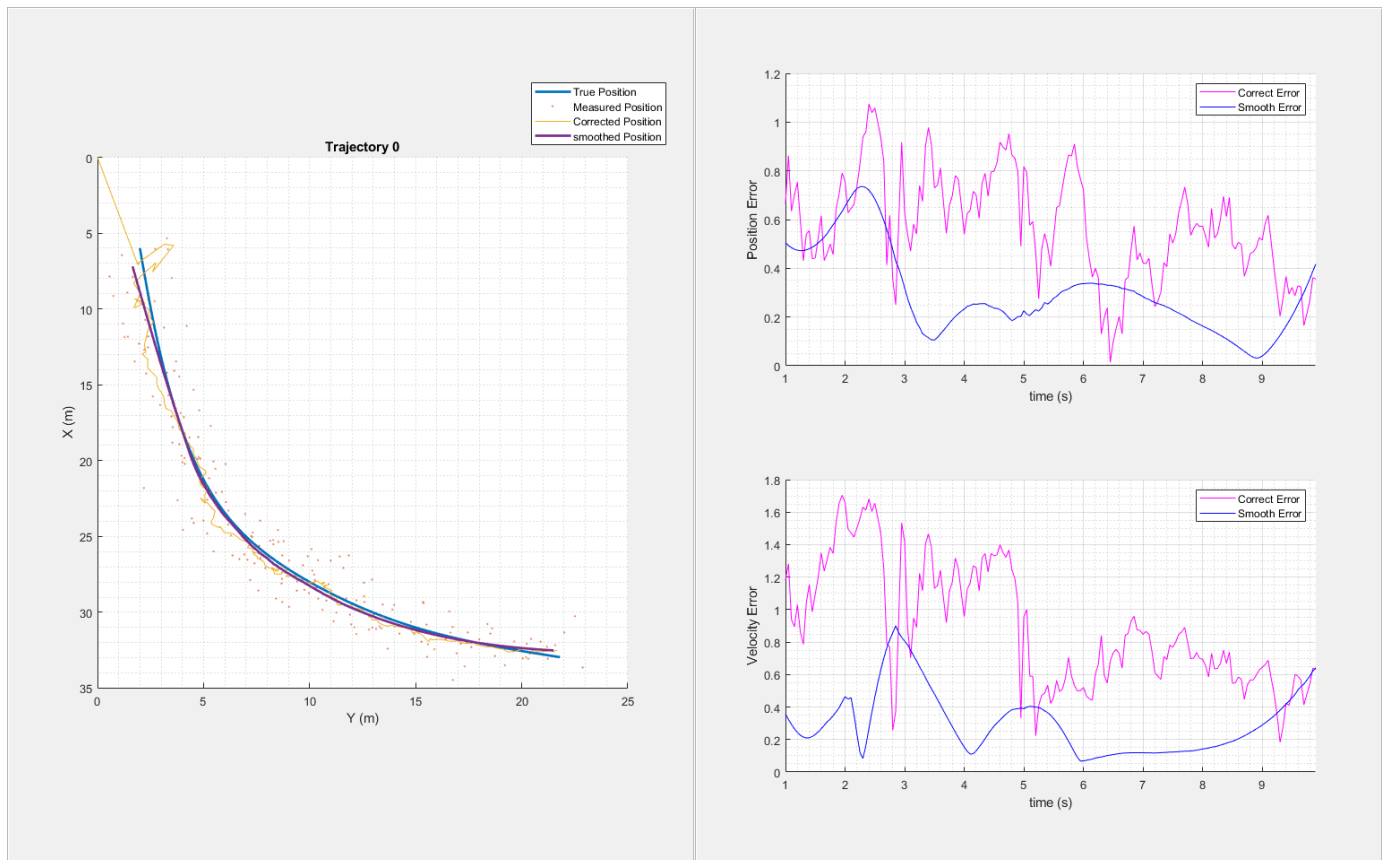 True Position
Measured Position
Corrected Position
smoothed Position
Trajectory 0
0
5
10
15
20
25
30
35
X (m)
0 5 10 15 20 25
Y (m)
1.2
1
0.8
0.6
0.4
0.2
0
Position Error
Correct Error
Smooth Error
1 2 3 4 5 6 7 8 9
time (s)
1.8
1.6
1.4
1.2
1
0.8
0.6
0.4
0.2
0
Velocity Error
Correct Error
Smooth Error
1 2 3 4 5 6 7 8 9
time (s)